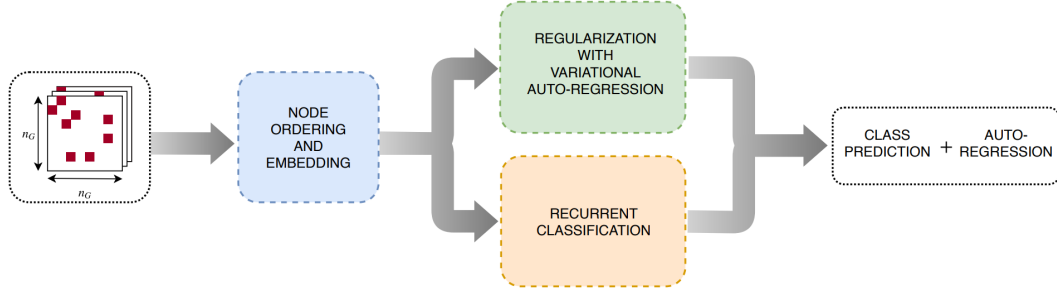 n_G
n_G
NODE
ORDERING
AND
EMBEDDING
REGULARIZATION
WITH
VARIATIONAL
AUTO-REGRESSION
RECURRENT
CLASSIFICATION
CLASS
PREDICTION
+
AUTO-
REGRESSION